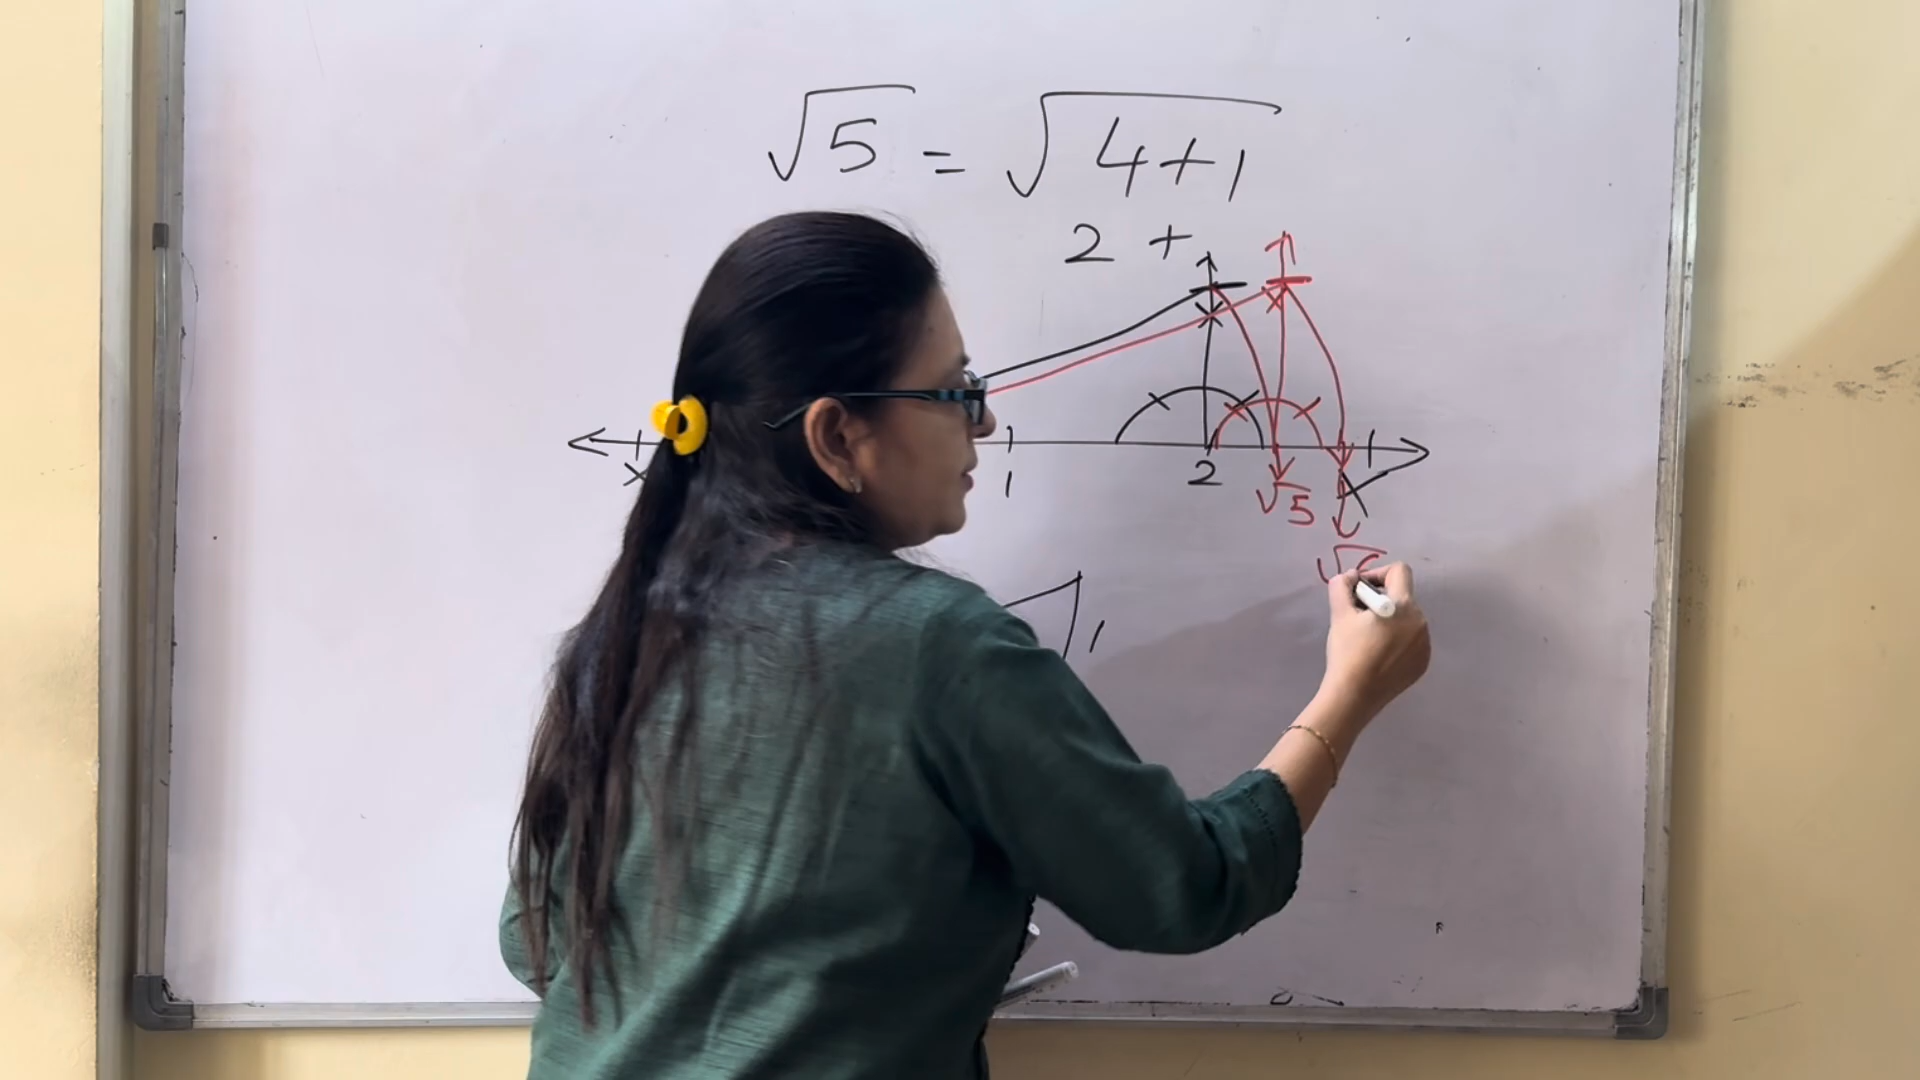 √5 = √4+1
2 +
1 2
√5
1